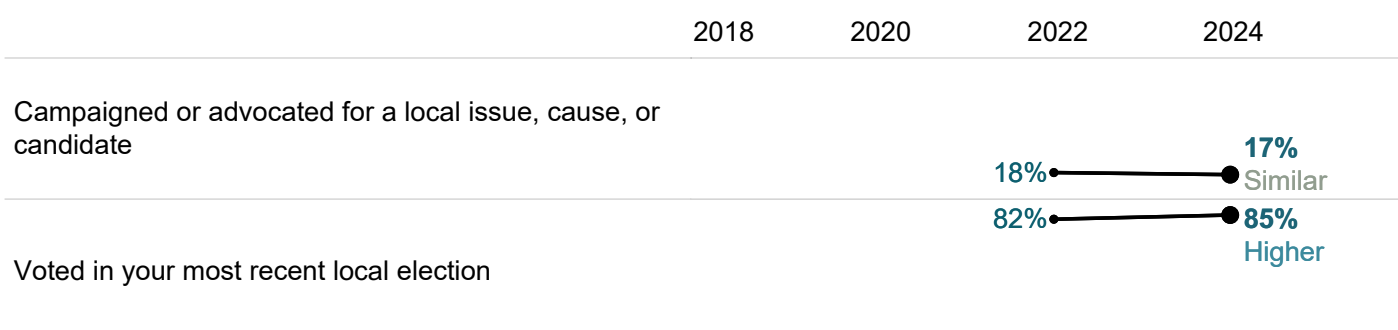 2018 2020 2022 2024
Campaigned or advocated for a local issue, cause, or
candidate
17%
18%
Similar
82% 85%
Higher
Voted in your most recent local election